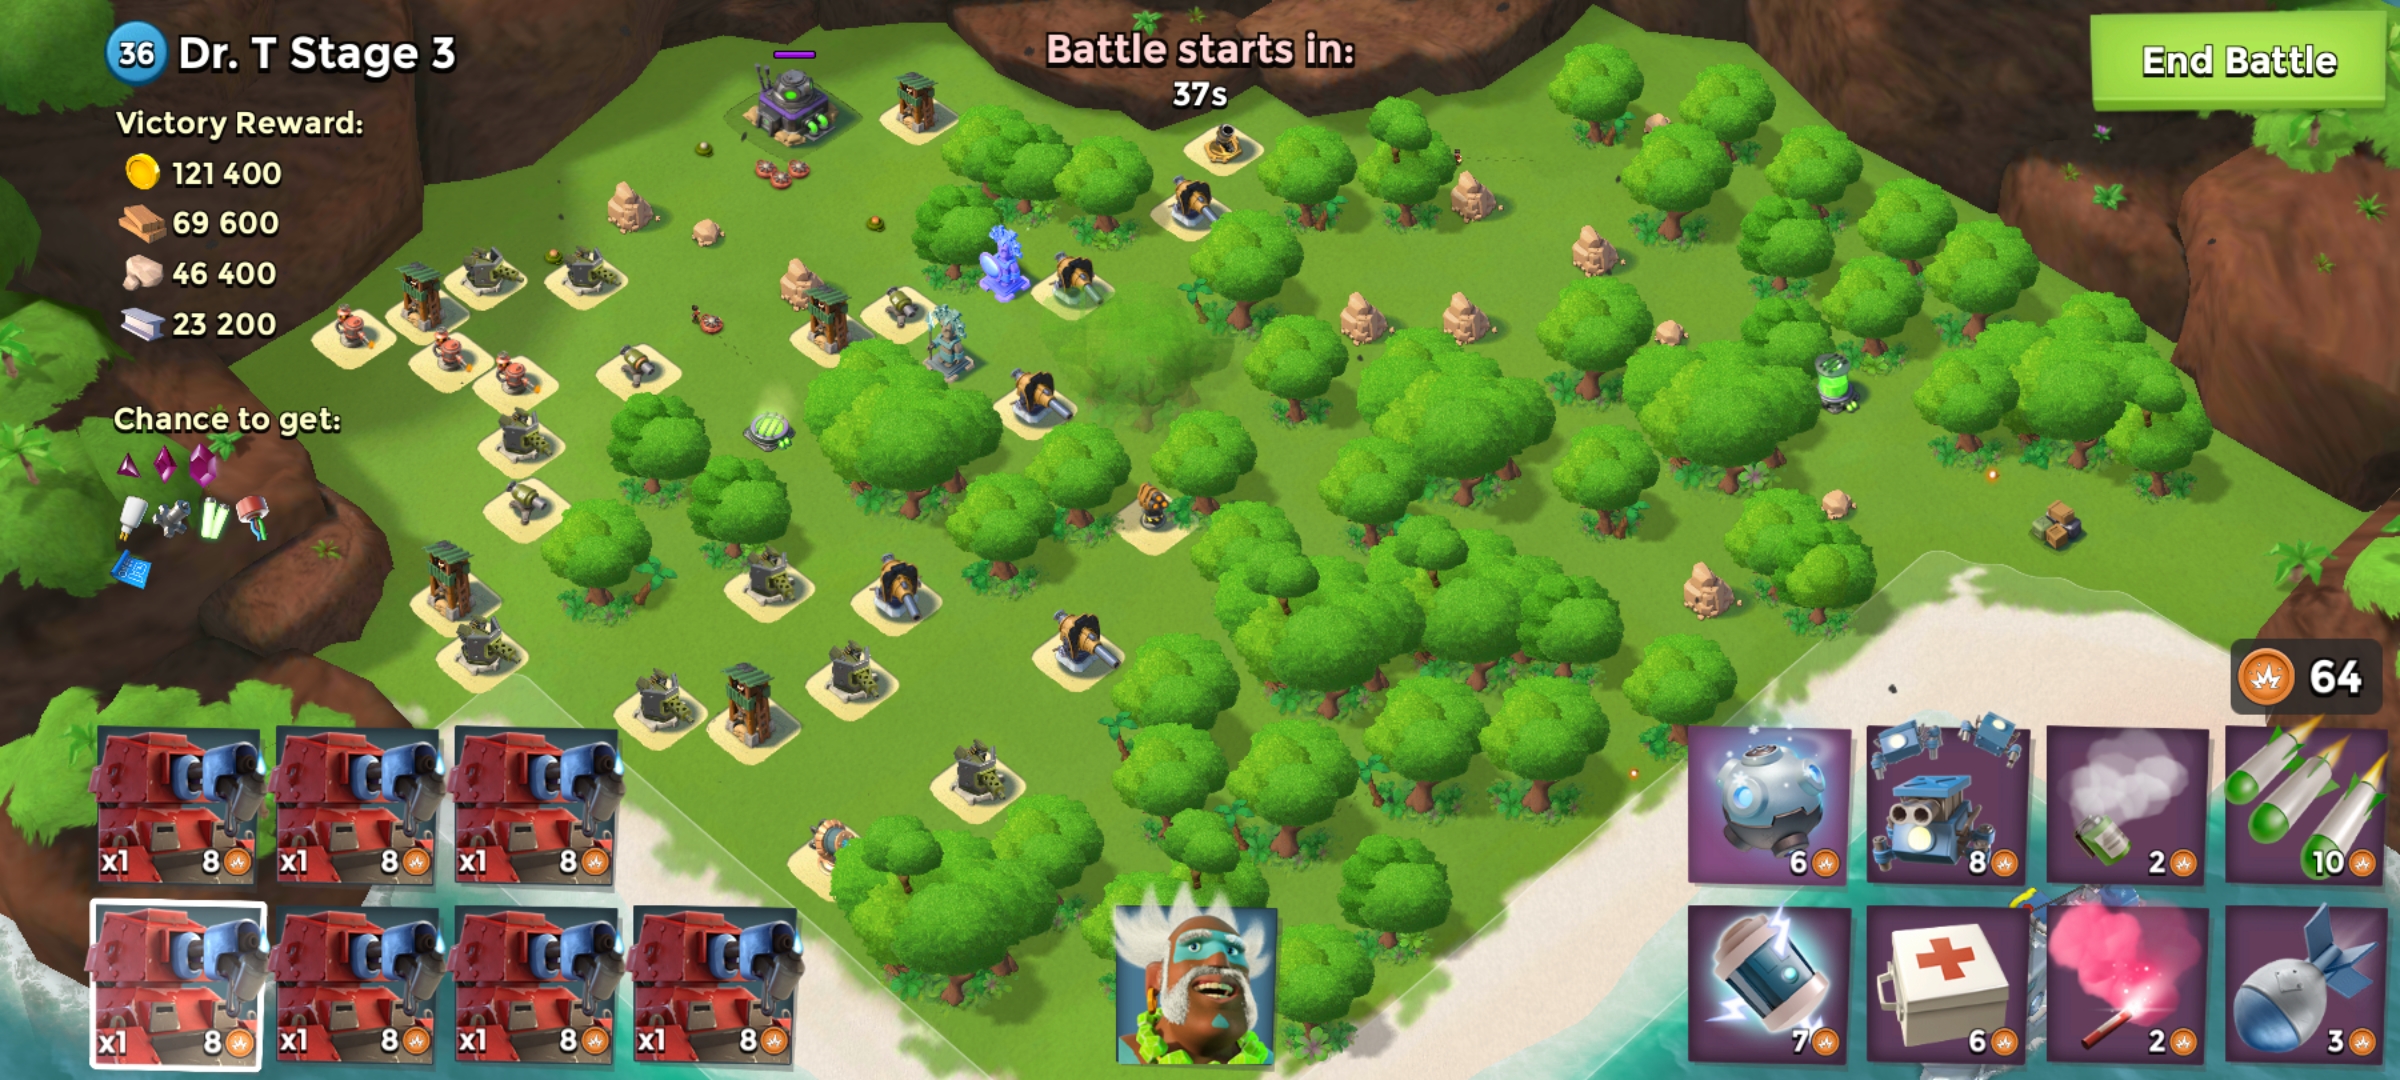 36 Dr. T Stage 3
Battle starts in:
37s
End Battle
Victory Reward:
121 400
69 600
46 400
23 200
Chance to get:
64
x1 8
x1 8
x1 8
6
8
2
10
x1 8
x1 8
x1 8
x1 8
7
6
2
3